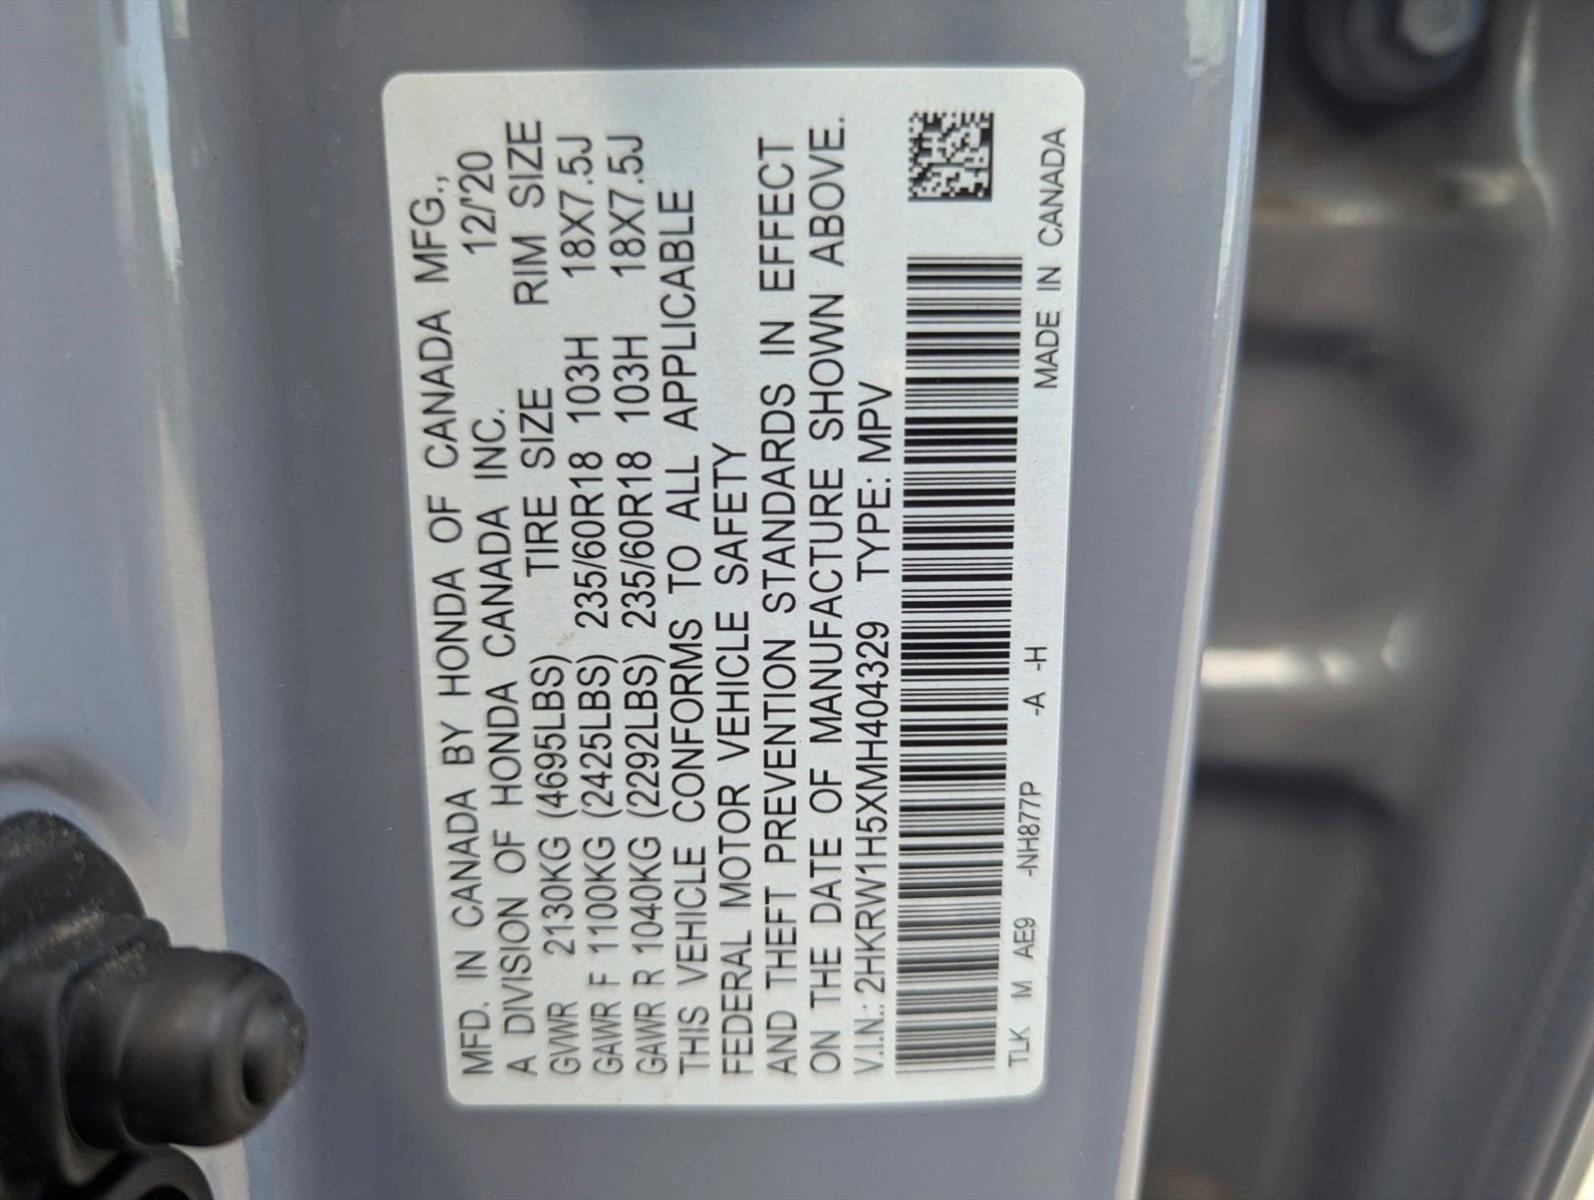 MFD. IN CANADA BY HONDA OF CANADA MFG.,
A DIVISION OF HONDA CANADA INC. 12/'20
TIRE SIZE RIM SIZE
GVWR 2130KG (4695LBS)
GAWR F 1100KG (2425LBS) 235/60R18 103H 18X7.5J
GAWR R 1040KG (2292LBS) 235/60R18 103H 18X7.5J
THIS VEHICLE CONFORMS TO ALL APPLICABLE
FEDERAL MOTOR VEHICLE SAFETY
AND THEFT PREVENTION STANDARDS IN EFFECT
ON THE DATE OF MANUFACTURE SHOWN ABOVE.
V.I.N.: 2HKRW1H5XMH404329 TYPE: MPV
TLK M AE9 -NH877P -A -H MADE IN CANADA